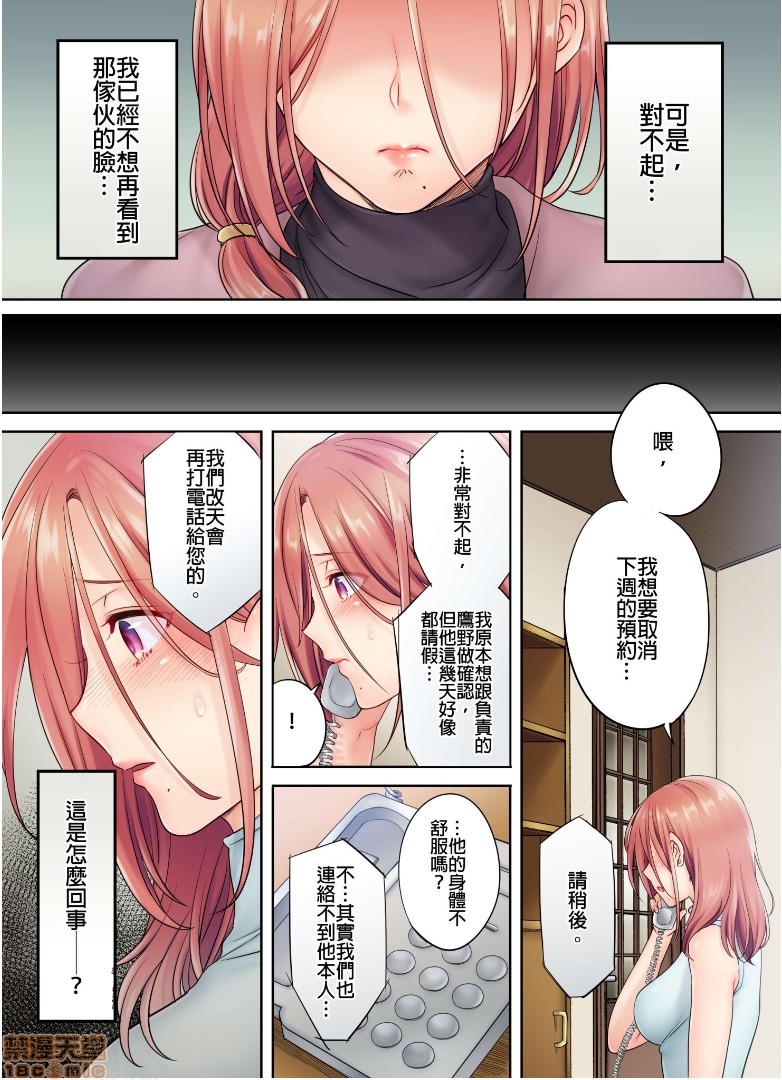 可是，
對不起…
我已經不想再看到
那傢伙的臉…
喂，
我想要取消
下週的預約…
請稍後。
…非常對不起，
我原本想跟負責的
鷹野做確認，
但他這幾天好像
都請假…
！
我們改天會
再打電話給您的。
…他的身體不
舒服嗎？
不…其實我們也
連絡不到他本人…
這是怎麼回事——？
禁漫天堂
18COMIC